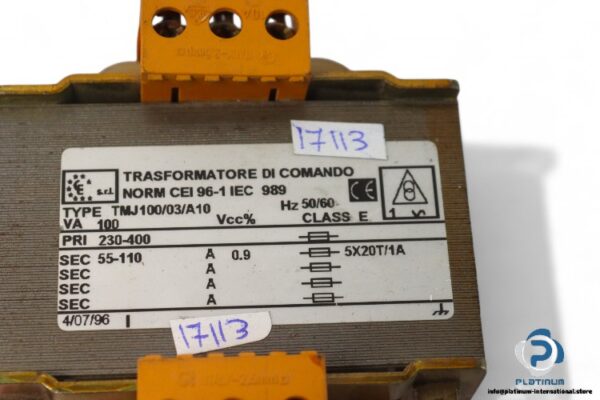 17113
s.r.l.
TRASFORMATORE DI COMANDO
NORM CEI 96-1 IEC 989
CE
TYPE TMJ100/03/A10 Hz 50/60
VA 100 Vcc% CLASS E
1
PRI 230-400
SEC 55-110 A 0.9 5X20T/1A
SEC A
SEC A
SEC A
4/07/96 I
17113
PLATINUM
info@platinum-international.store